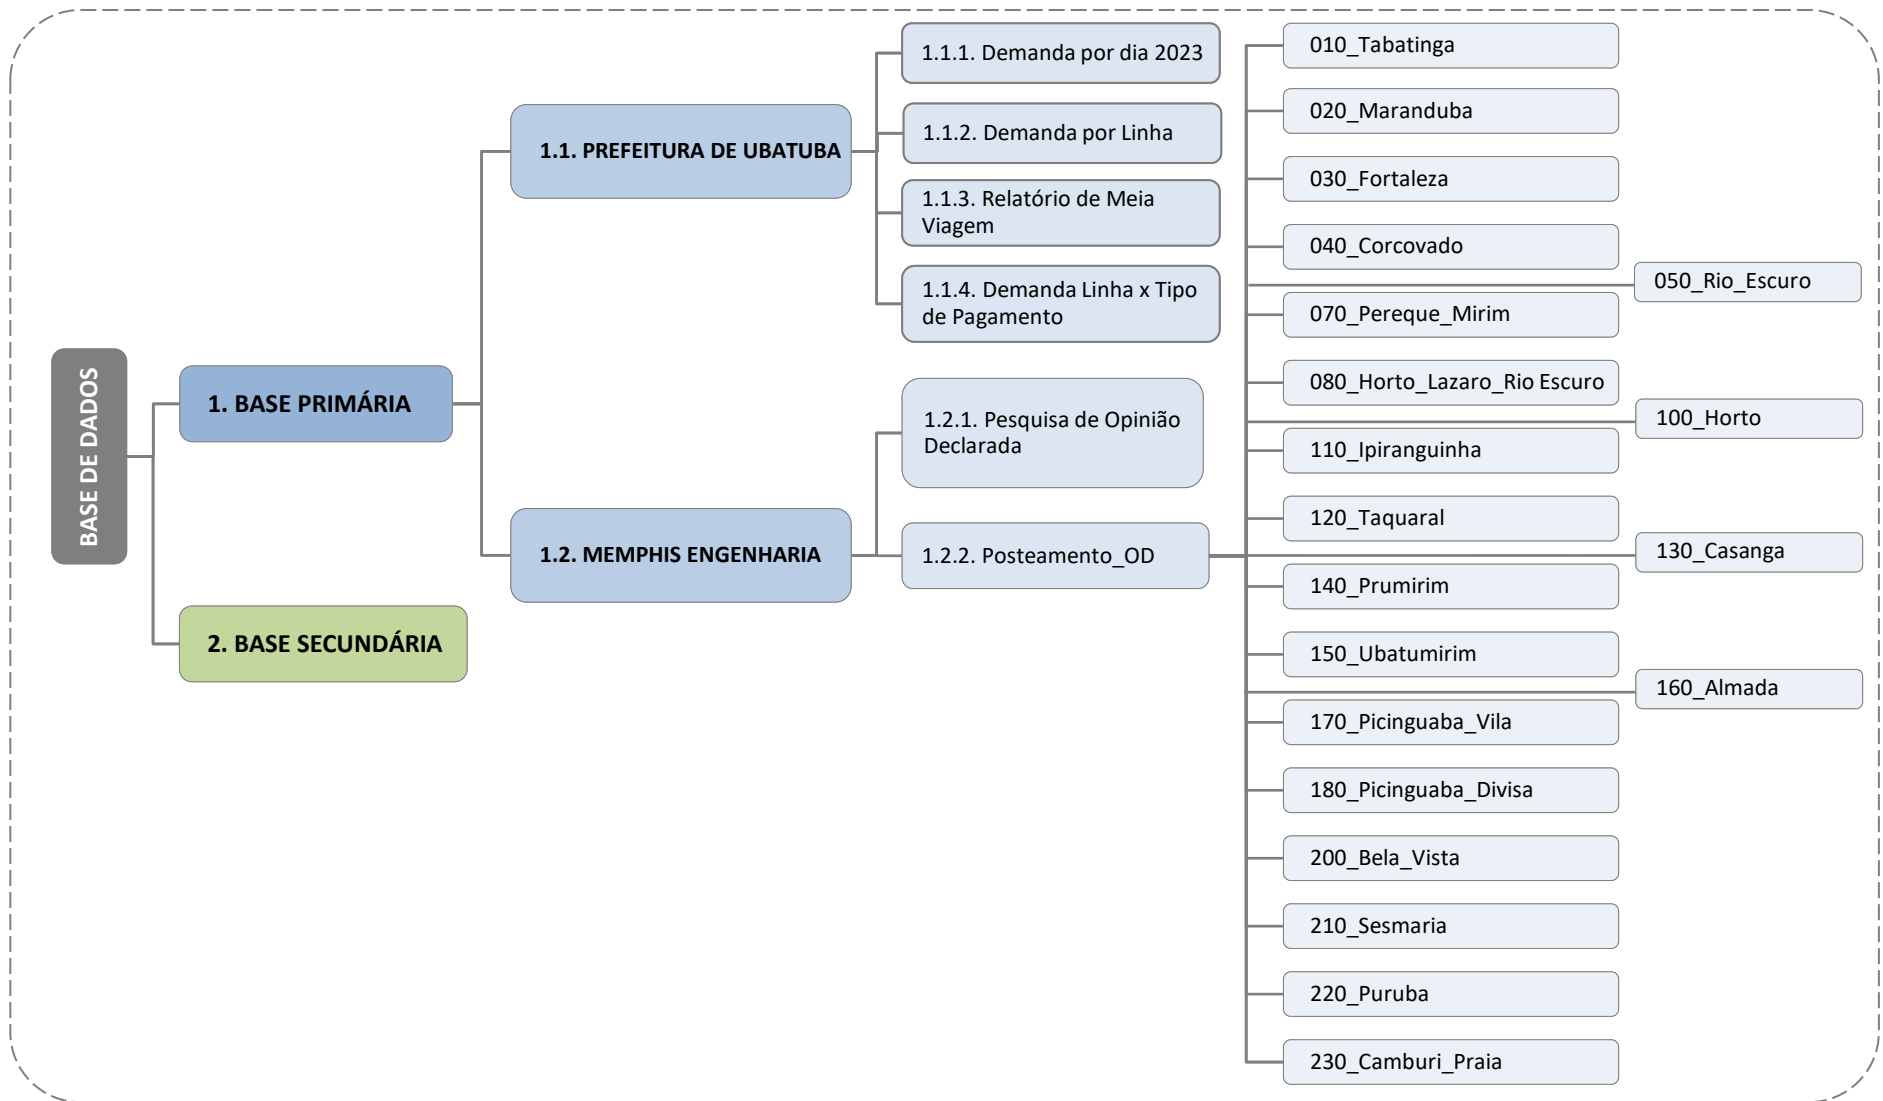 BASE DE DADOS
1. BASE PRIMÁRIA
2. BASE SECUNDÁRIA
1.1. PREFEITURA DE UBATUBA
1.2. MEMPHIS ENGENHARIA
1.1.1. Demanda por dia 2023
1.1.2. Demanda por Linha
1.1.3. Relatório de Meia
Viagem
1.1.4. Demanda Linha x Tipo
de Pagamento
1.2.1. Pesquisa de Opinião
Declarada
1.2.2. Posteamento_OD
010_Tabatinga
020_Maranduba
030_Fortaleza
040_Corcovado
050_Rio_Escuro
070_Pereque_Mirim
080_Horto_Lazaro_Rio Escuro
100_Horto
110_Ipiranguinha
120_Taquaral
130_Casanga
140_Prumirim
150_Ubatumirim
160_Almada
170_Picinguaba_Vila
180_Picinguaba_Divisa
200_Bela_Vista
210_Sesmaria
220_Puruba
230_Camburi_Praia